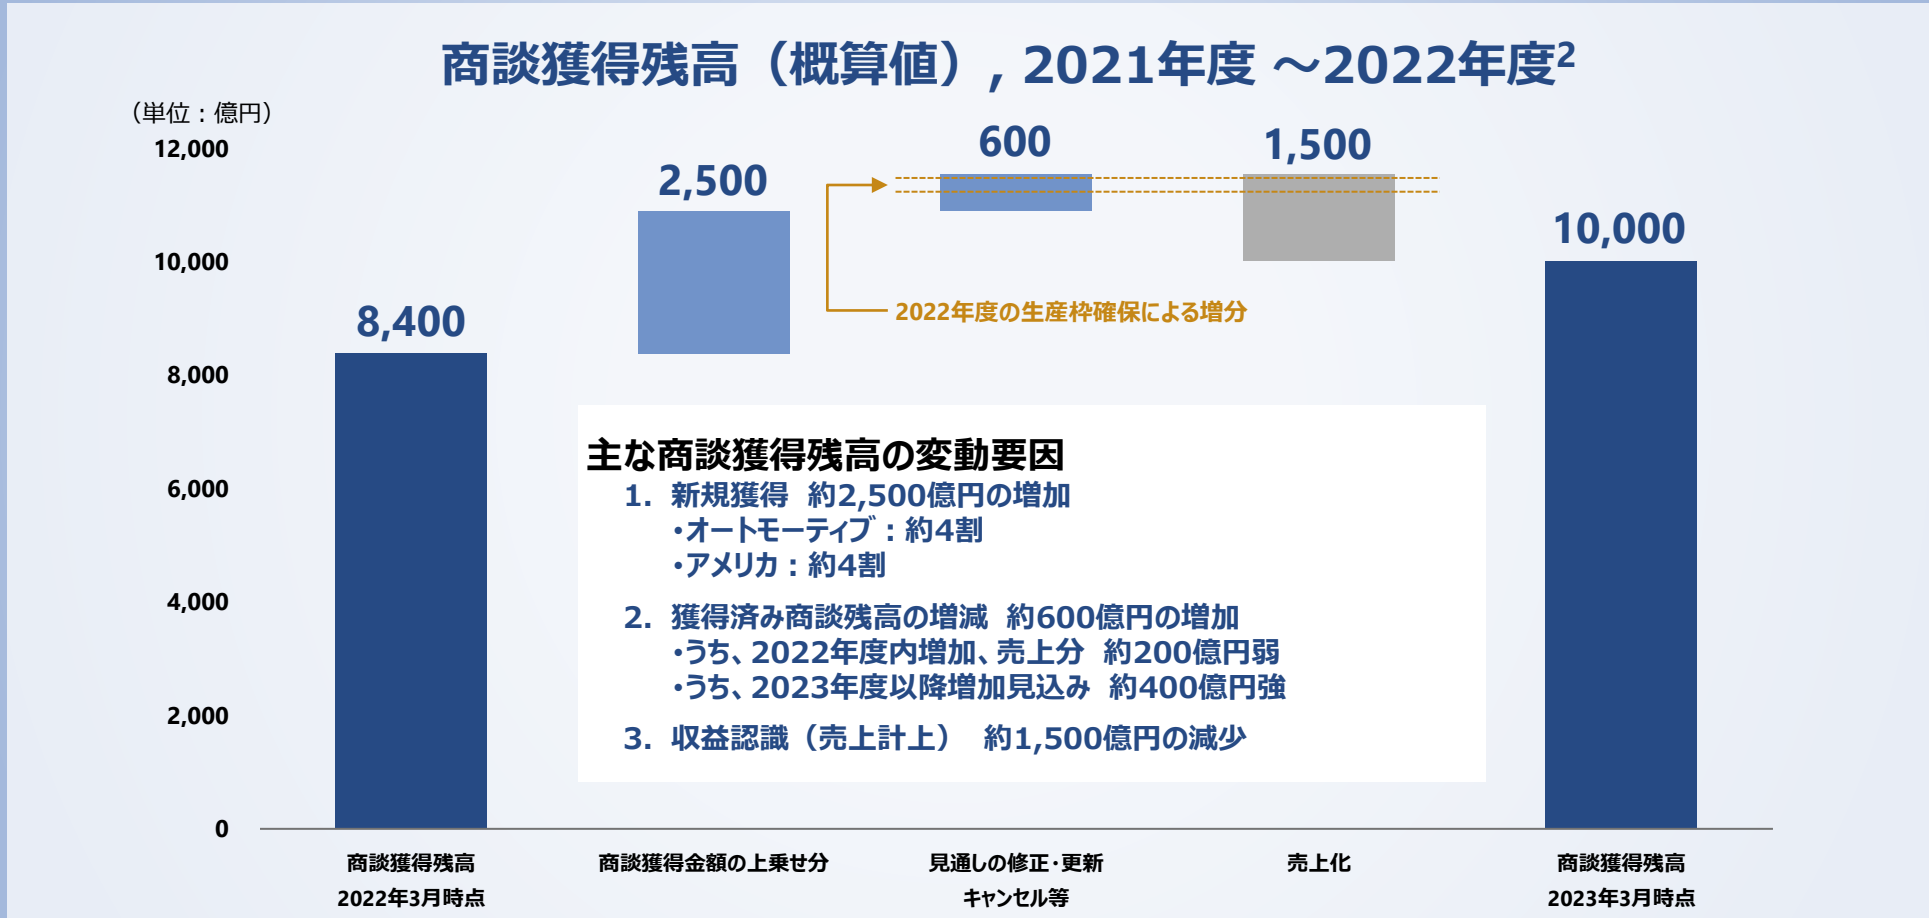 商談獲得残高（概算値）, 2021年度 ～2022年度2
（単位：億円）
12,000
10,000
8,000
6,000
4,000
2,000
0
8,400
2,500
600
1,500
10,000
2022年度の生産枠確保による増分
主な商談獲得残高の変動要因
1. 新規獲得 約2,500億円の増加
・オートモーティブ：約4割
・アメリカ：約4割
2. 獲得済み商談残高の増減 約600億円の増加
・うち、2022年度内増加、売上分 約200億円弱
・うち、2023年度以降増加見込み 約400億円強
3. 収益認識（売上計上） 約1,500億円の減少
商談獲得残高
2022年3月時点
商談獲得金額の上乗せ分
見通しの修正・更新
キャンセル等
売上化
商談獲得残高
2023年3月時点